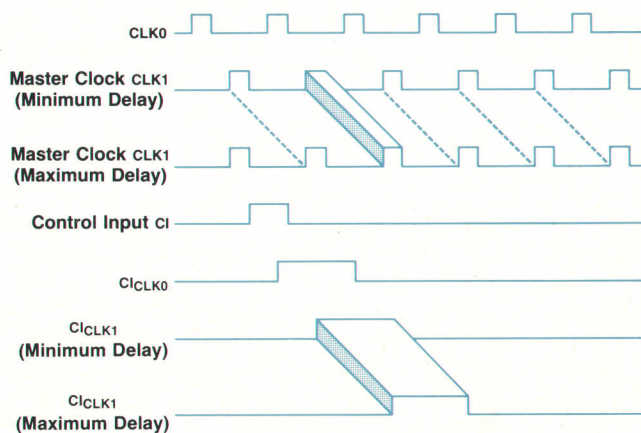 CLK0
Master Clock CLK1
(Minimum Delay)
Master Clock CLK1
(Maximum Delay)
Control Input CI
CICLK0
CICLK1
(Minimum Delay)
CICLK1
(Maximum Delay)